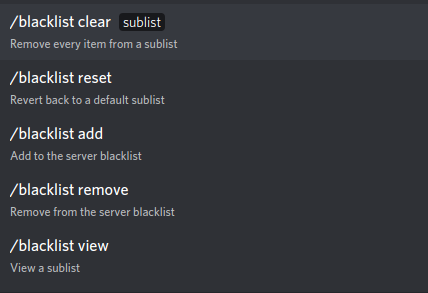 /blacklist clear sublist
Remove every item from a sublist
/blacklist reset
Revert back to a default sublist
/blacklist add
Add to the server blacklist
/blacklist remove
Remove from the server blacklist
/blacklist view
View a sublist